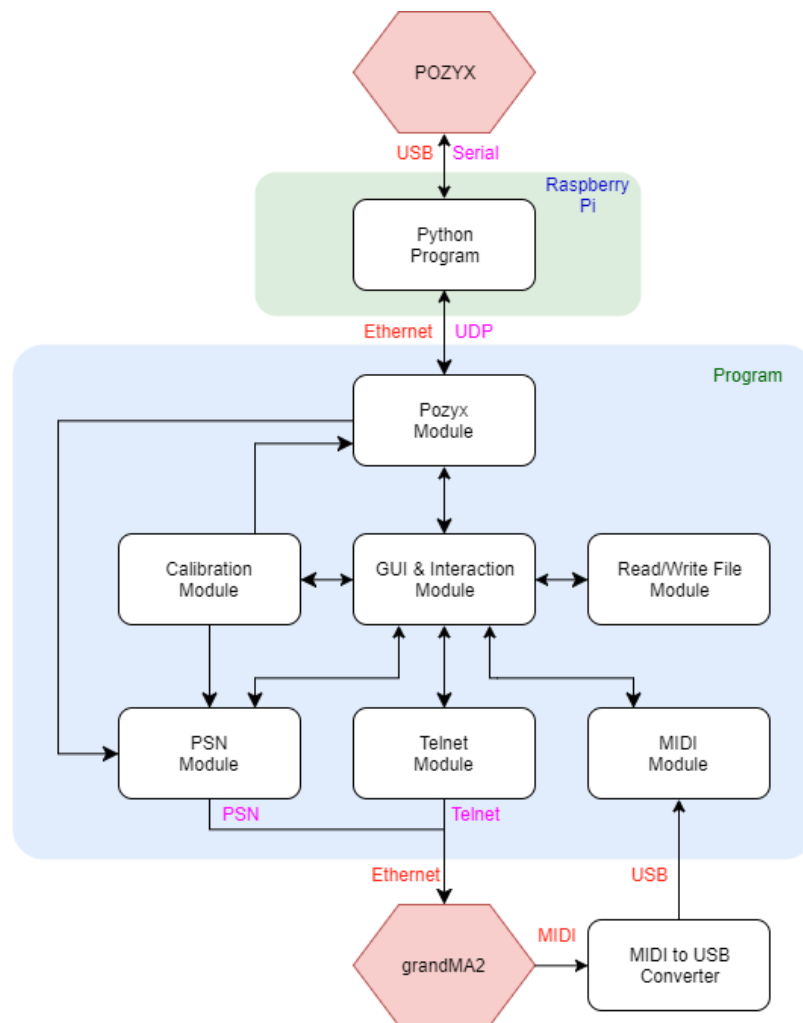 POZYX
USB Serial
Raspberry
Pi
Python
Program
Ethernet UDP
Program
Pozyx
Module
Calibration
Module
GUI & Interaction
Module
Read/Write File
Module
PSN
Module
Telnet
Module
MIDI
Module
PSN
Telnet
Ethernet
USB
MIDI
grandMA2
MIDI to USB
Converter